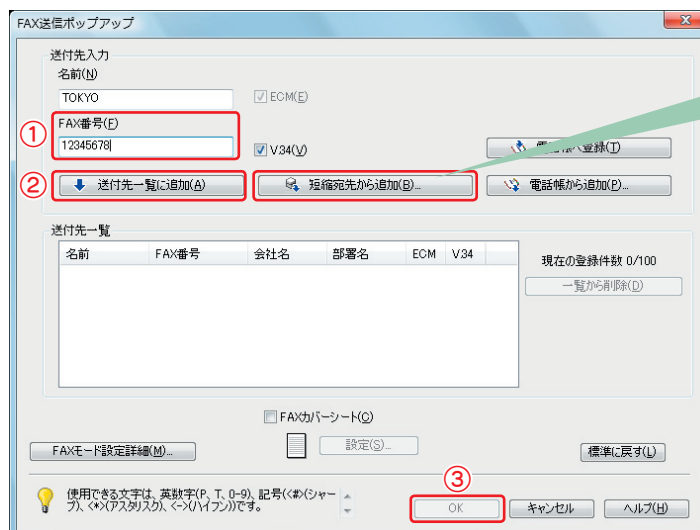 FAX送信ポップアップ
送付先入力
名前(N)
TOKYO
ECM(E)
① FAX番号(F)
12345678
V.34(V)
電話帳へ登録(T)
② 送付先一覧に追加(A)
短縮宛先から追加(B)...
電話帳から追加(P)...
送付先一覧
名前 FAX番号 会社名 部署名 ECM V.34
現在の登録件数 0/100
一覧から削除(D)
FAXカバーシート(C)
FAXモード設定詳細(M)...
設定(S)...
標準に戻す(L)
③
使用できる文字は、英数字(P、T、0-9)、記号(<#>(シャー
プ)、<*>(アスタリスク)、<->(ハイフン))です。
OK
キャンセル
ヘルプ(H)